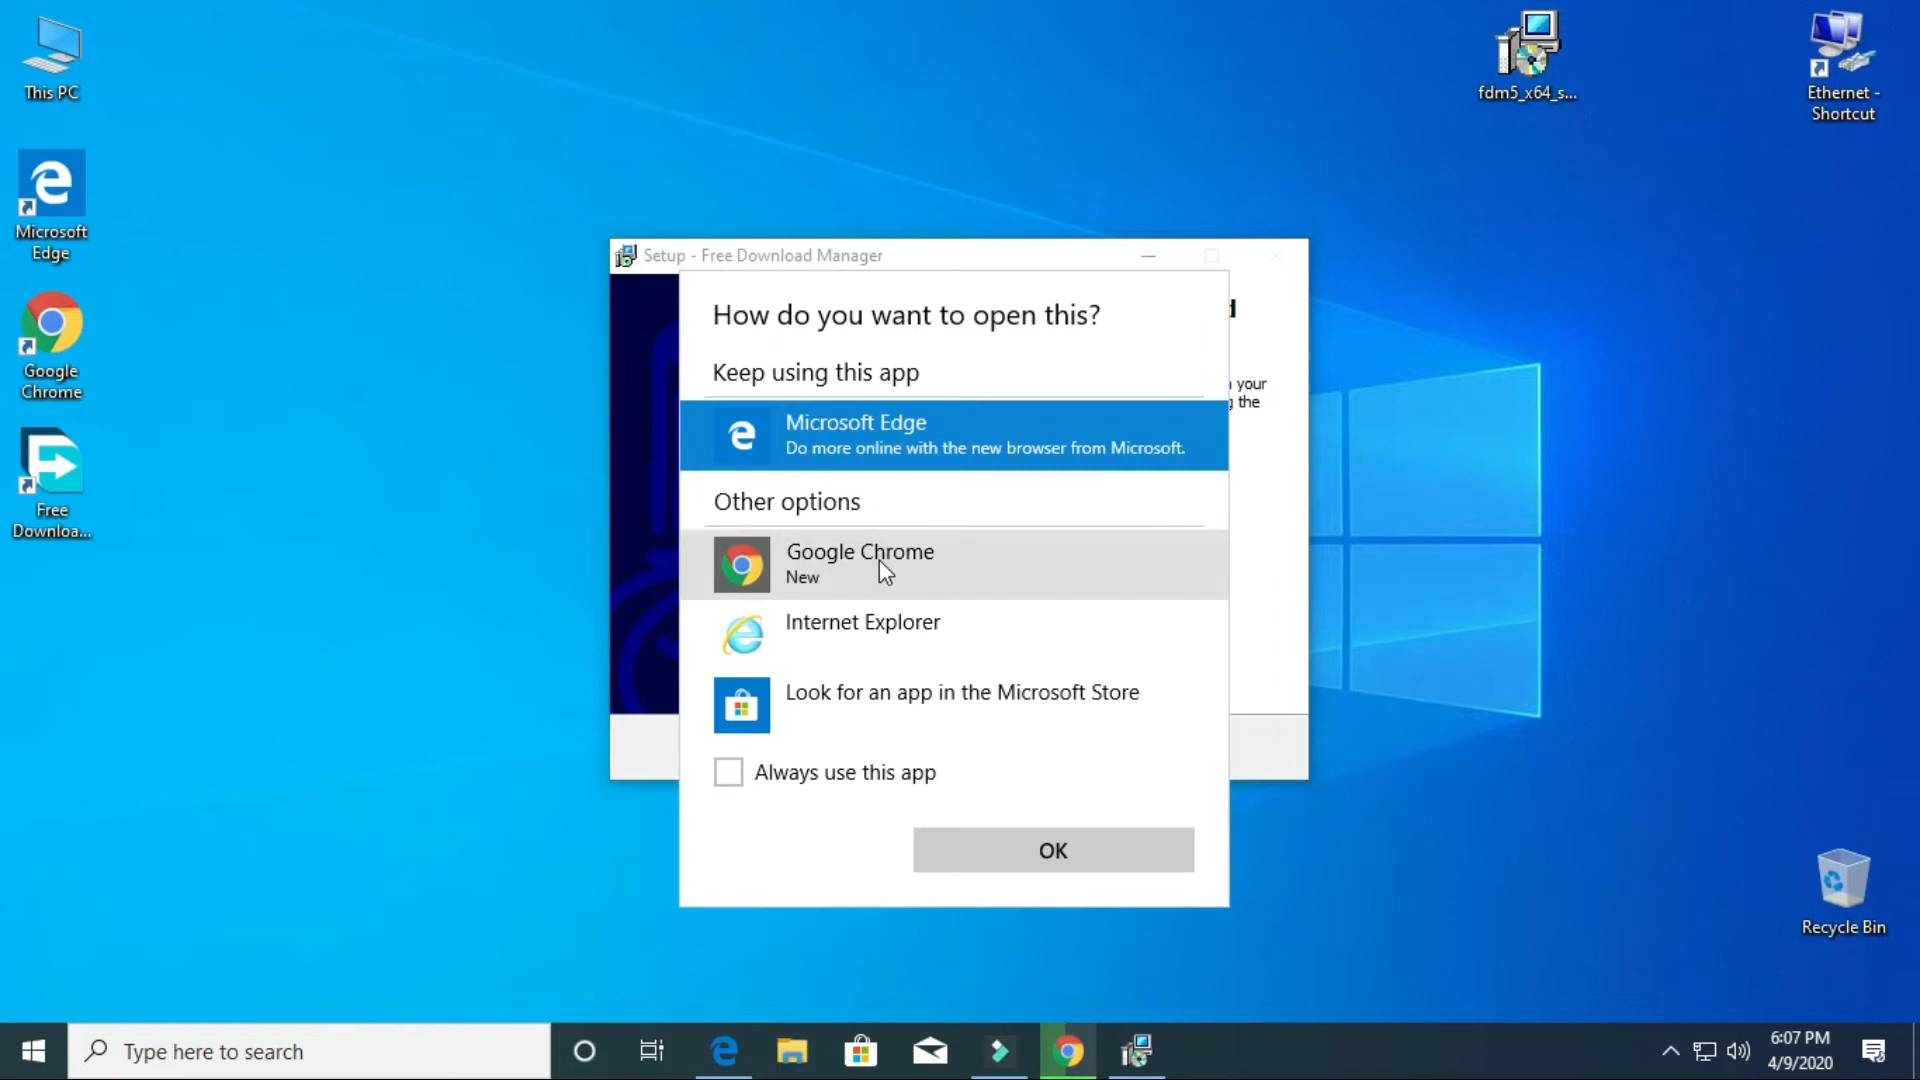 This PC
Microsoft
Edge
Google
Chrome
Free
Downloa...
fdm5_x64_s...
Ethernet -
Shortcut
Setup - Free Download Manager
How do you want to open this?
Keep using this app
Microsoft Edge
Do more online with the new browser from Microsoft.
Other options
Google Chrome
New
Internet Explorer
Look for an app in the Microsoft Store
Always use this app
OK
your
the
Recycle Bin
Type here to search
6:07 PM
4/9/2020